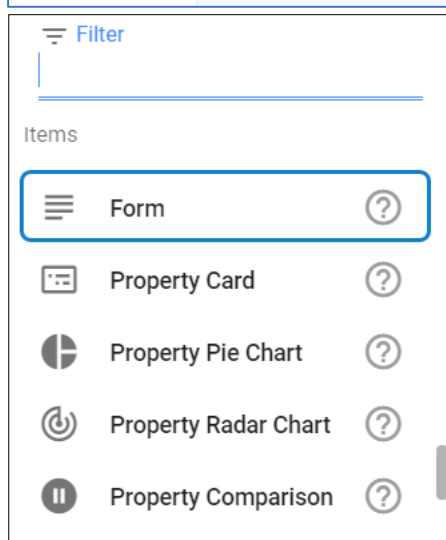 Filter
Items
Form
Property Card
Property Pie Chart
Property Radar Chart
Property Comparison